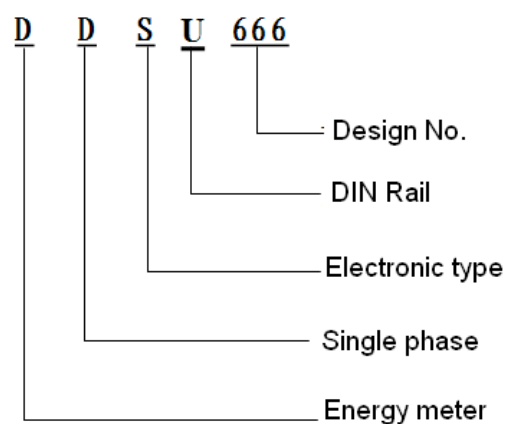 D D S U 666
Design No.
DIN Rail
Electronic type
Single phase
Energy meter